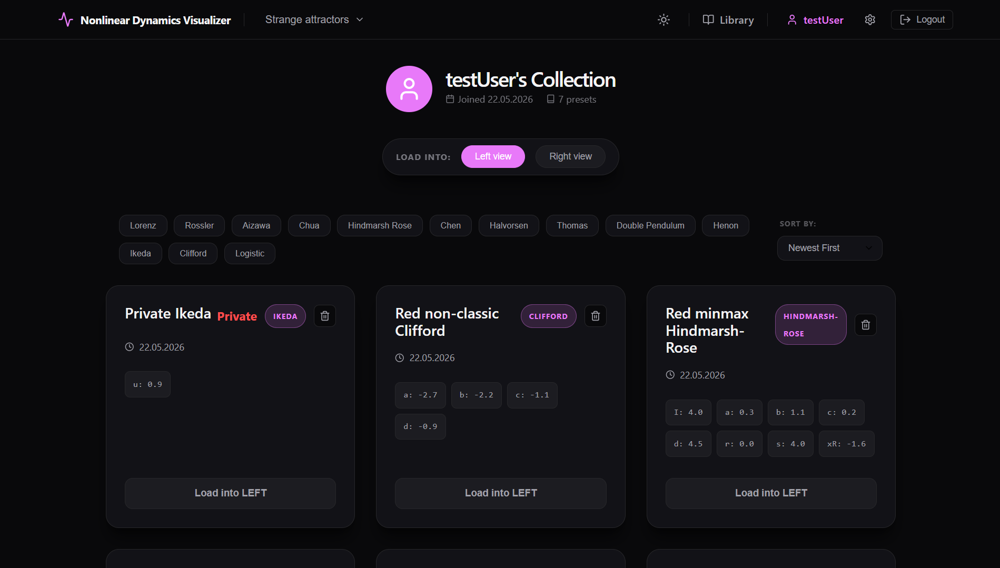 Nonlinear Dynamics Visualizer
Strange attractors
Library
testUser
Logout
testUser's Collection
Joined 22.05.2026
7 presets
LOAD INTO:
Left view
Right view
Lorenz
Rossler
Aizawa
Chua
Hindmarsh Rose
Chen
Halvorsen
Thomas
Double Pendulum
Henon
Ikeda
Clifford
Logistic
SORT BY:
Newest First
Private Ikeda
Private
IKEDA
22.05.2026
u: 0.9
Load into LEFT
Red non-classic
Clifford
CLIFFORD
22.05.2026
a: -2.7
b: -2.2
c: -1.1
d: -0.9
Load into LEFT
Red minmax
Hindmarsh-
Rose
HINDMARSH-
ROSE
22.05.2026
I: 4.0
a: 0.3
b: 1.1
c: 0.2
d: 4.5
r: 0.0
s: 4.0
xR: -1.6
Load into LEFT